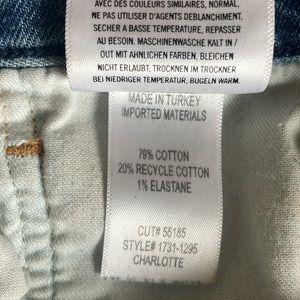 AVEC DES COULEURS SIMILAIRES, NORMAL,
NE PAS UTILISER D'AGENTS DEBLANCHIMENT,
SECHER A BASSE TEMPERATURE, REPASSER
AU BESOIN. MASCHINENWASCHE KALT IN /
OUT MIT AHNLICHEN FARBEN, BLEICHEN
NICHT ERLAUBT, TROCKNEN IM TROCKNER
BEI NIEDRIGER TEMPERATUR, BUGELN WARM.
MADE IN TURKEY
IMPORTED MATERIALS
79% COTTON
20% RECYCLE COTTON
1% ELASTANE
CUT# 55185
STYLE# 1731-1295
CHARLOTTE